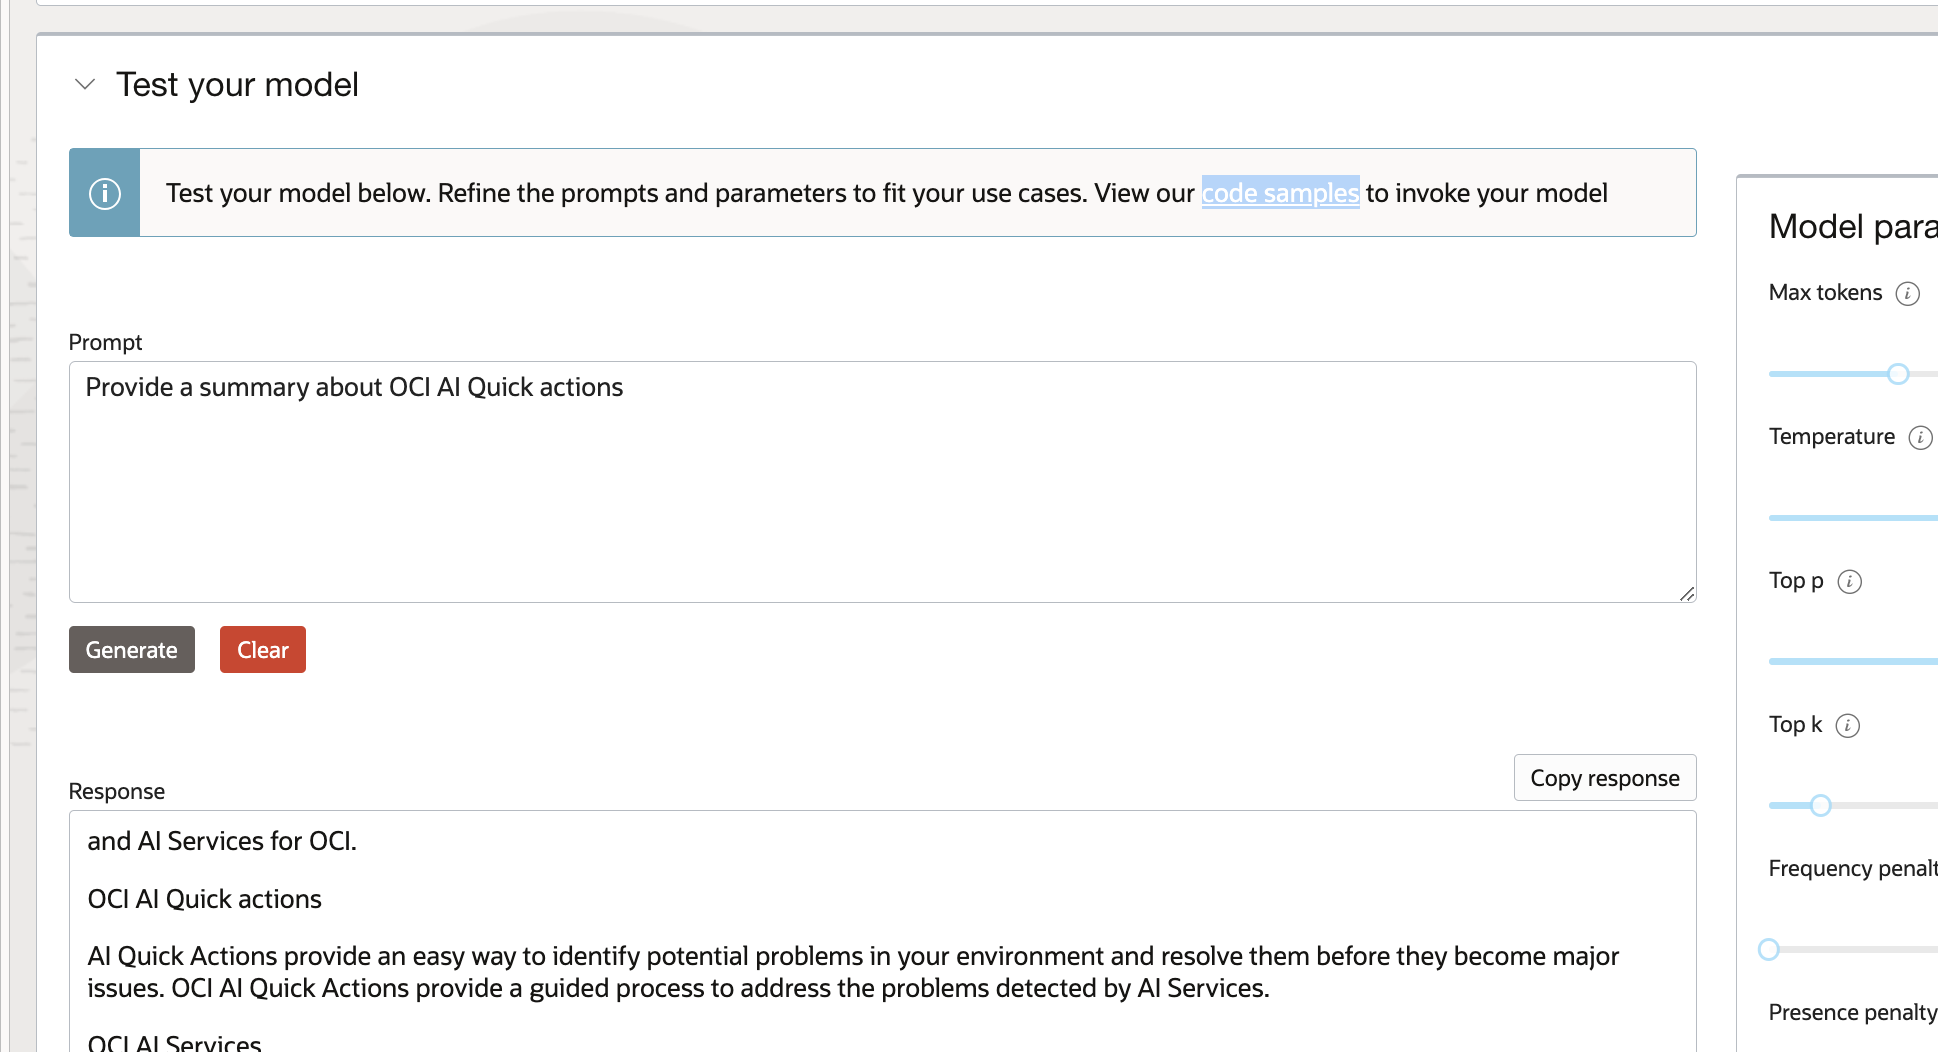 Test your model
Test your model below. Refine the prompts and parameters to fit your use cases. View our code samples to invoke your model
Prompt
Provide a summary about OCI AI Quick actions
Generate
Clear
Copy response
Response
and AI Services for OCI.
OCI AI Quick actions
AI Quick Actions provide an easy way to identify potential problems in your environment and resolve them before they become major
issues. OCI AI Quick Actions provide a guided process to address the problems detected by AI Services.
OCI AI Services
Model para
Max tokens
Temperature
Top p
Top k
Frequency penalt
Presence penalty